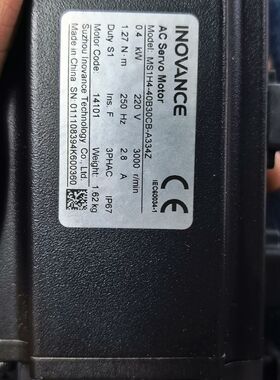 INOVANCE
AC Servo Motor
Model: MS1H4-40B30CB-A334Z
0.4 kW 220 V 3000 r/min
1.27 N·m 250 Hz 2.8 A
Duty S1 Ins. F 3PHAC IP67
Motor Code 14101 Weight: 1.62kg
Suzhou Inovance Technology Co., Ltd.
Made in China SN: 011108394K600360
CE
IEC60034-1